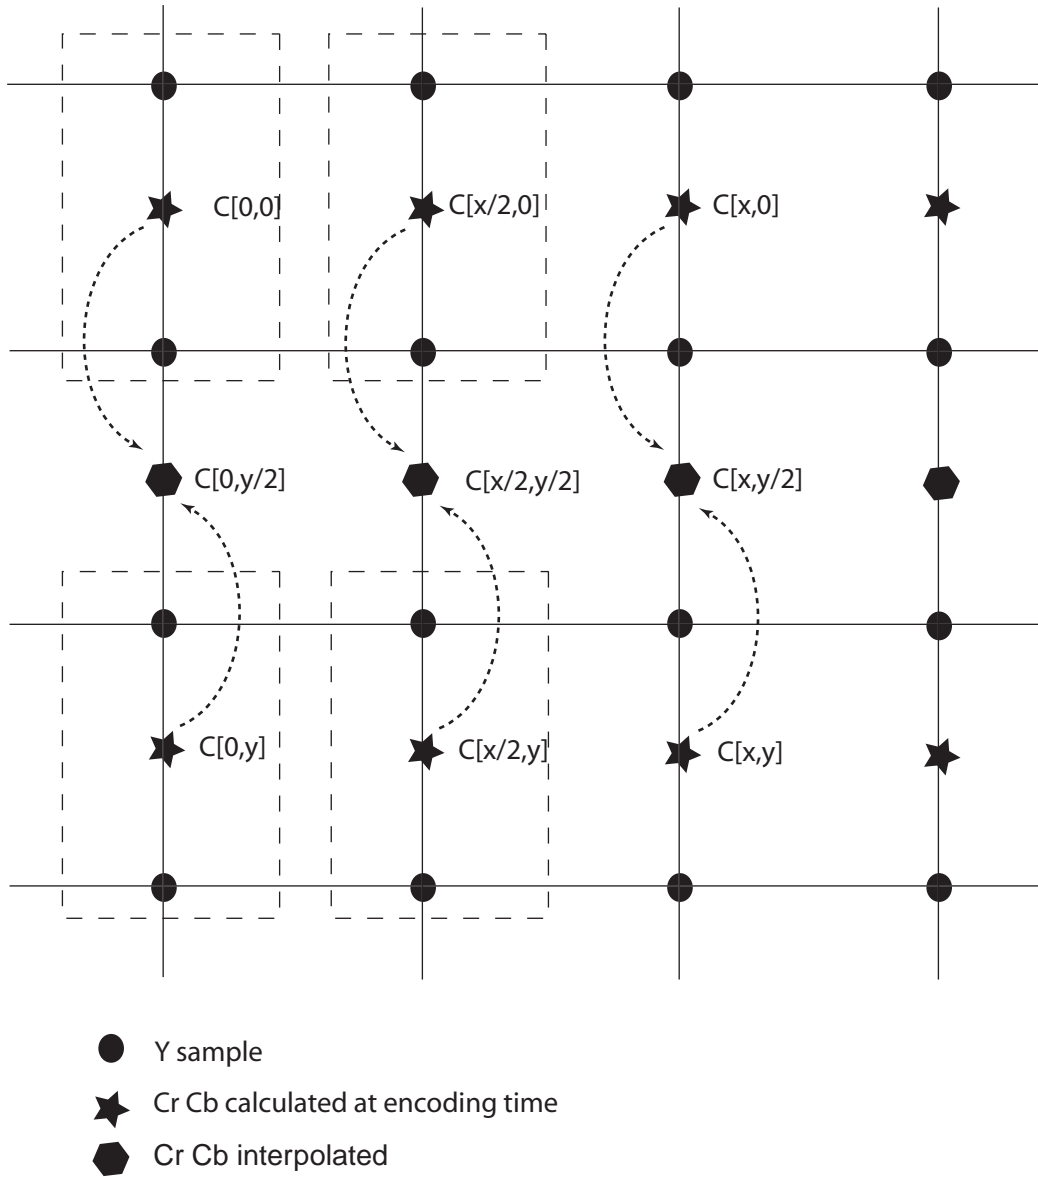 C[0,0]
C[x/2,0]
C[x,0]
C[0,y/2]
C[x/2,y/2]
C[x,y/2]
C[0,y]
C[x/2,y]
C[x,y]
Y sample
Cr Cb calculated at encoding time
Cr Cb interpolated